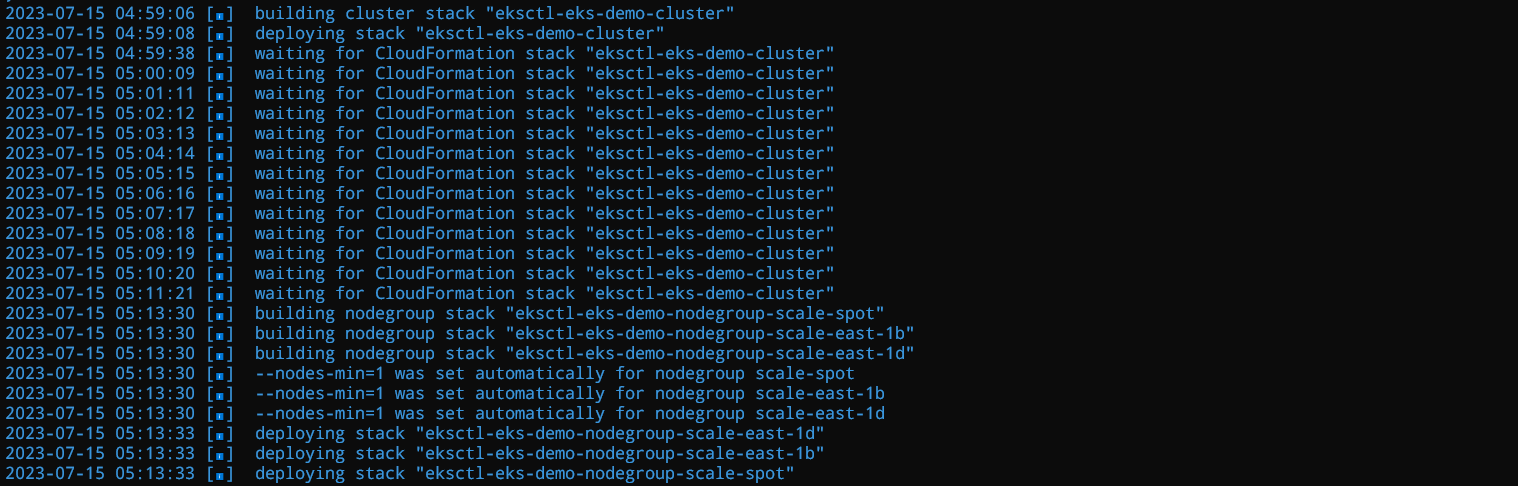 2023-07-15 04:59:06 [ℹ]  building cluster stack "eksctl-eks-demo-cluster"
2023-07-15 04:59:08 [ℹ]  deploying stack "eksctl-eks-demo-cluster"
2023-07-15 04:59:38 [ℹ]  waiting for CloudFormation stack "eksctl-eks-demo-cluster"
2023-07-15 05:00:09 [ℹ]  waiting for CloudFormation stack "eksctl-eks-demo-cluster"
2023-07-15 05:01:11 [ℹ]  waiting for CloudFormation stack "eksctl-eks-demo-cluster"
2023-07-15 05:02:12 [ℹ]  waiting for CloudFormation stack "eksctl-eks-demo-cluster"
2023-07-15 05:03:13 [ℹ]  waiting for CloudFormation stack "eksctl-eks-demo-cluster"
2023-07-15 05:04:14 [ℹ]  waiting for CloudFormation stack "eksctl-eks-demo-cluster"
2023-07-15 05:05:15 [ℹ]  waiting for CloudFormation stack "eksctl-eks-demo-cluster"
2023-07-15 05:06:16 [ℹ]  waiting for CloudFormation stack "eksctl-eks-demo-cluster"
2023-07-15 05:07:17 [ℹ]  waiting for CloudFormation stack "eksctl-eks-demo-cluster"
2023-07-15 05:08:18 [ℹ]  waiting for CloudFormation stack "eksctl-eks-demo-cluster"
2023-07-15 05:09:19 [ℹ]  waiting for CloudFormation stack "eksctl-eks-demo-cluster"
2023-07-15 05:10:20 [ℹ]  waiting for CloudFormation stack "eksctl-eks-demo-cluster"
2023-07-15 05:11:21 [ℹ]  waiting for CloudFormation stack "eksctl-eks-demo-cluster"
2023-07-15 05:13:30 [ℹ]  building nodegroup stack "eksctl-eks-demo-nodegroup-scale-spot"
2023-07-15 05:13:30 [ℹ]  building nodegroup stack "eksctl-eks-demo-nodegroup-scale-east-1b"
2023-07-15 05:13:30 [ℹ]  building nodegroup stack "eksctl-eks-demo-nodegroup-scale-east-1d"
2023-07-15 05:13:30 [ℹ]  --nodes-min=1 was set automatically for nodegroup scale-spot
2023-07-15 05:13:30 [ℹ]  --nodes-min=1 was set automatically for nodegroup scale-east-1b
2023-07-15 05:13:30 [ℹ]  --nodes-min=1 was set automatically for nodegroup scale-east-1d
2023-07-15 05:13:33 [ℹ]  deploying stack "eksctl-eks-demo-nodegroup-scale-east-1d"
2023-07-15 05:13:33 [ℹ]  deploying stack "eksctl-eks-demo-nodegroup-scale-east-1b"
2023-07-15 05:13:33 [ℹ]  deploying stack "eksctl-eks-demo-nodegroup-scale-spot"